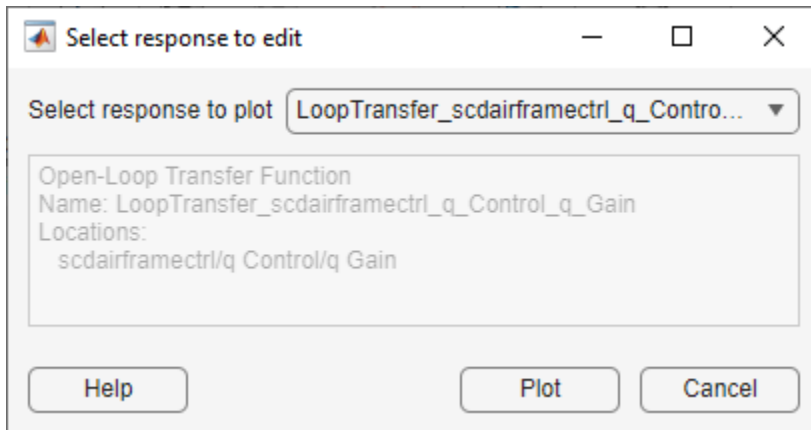 Select response to edit
Select response to plot LoopTransfer_scdairframectrl_q_Contro...
Open-Loop Transfer Function
Name: LoopTransfer_scdairframectrl_q_Control_q_Gain
Locations:
scdairframectrl/q Control/q Gain
Help Plot Cancel